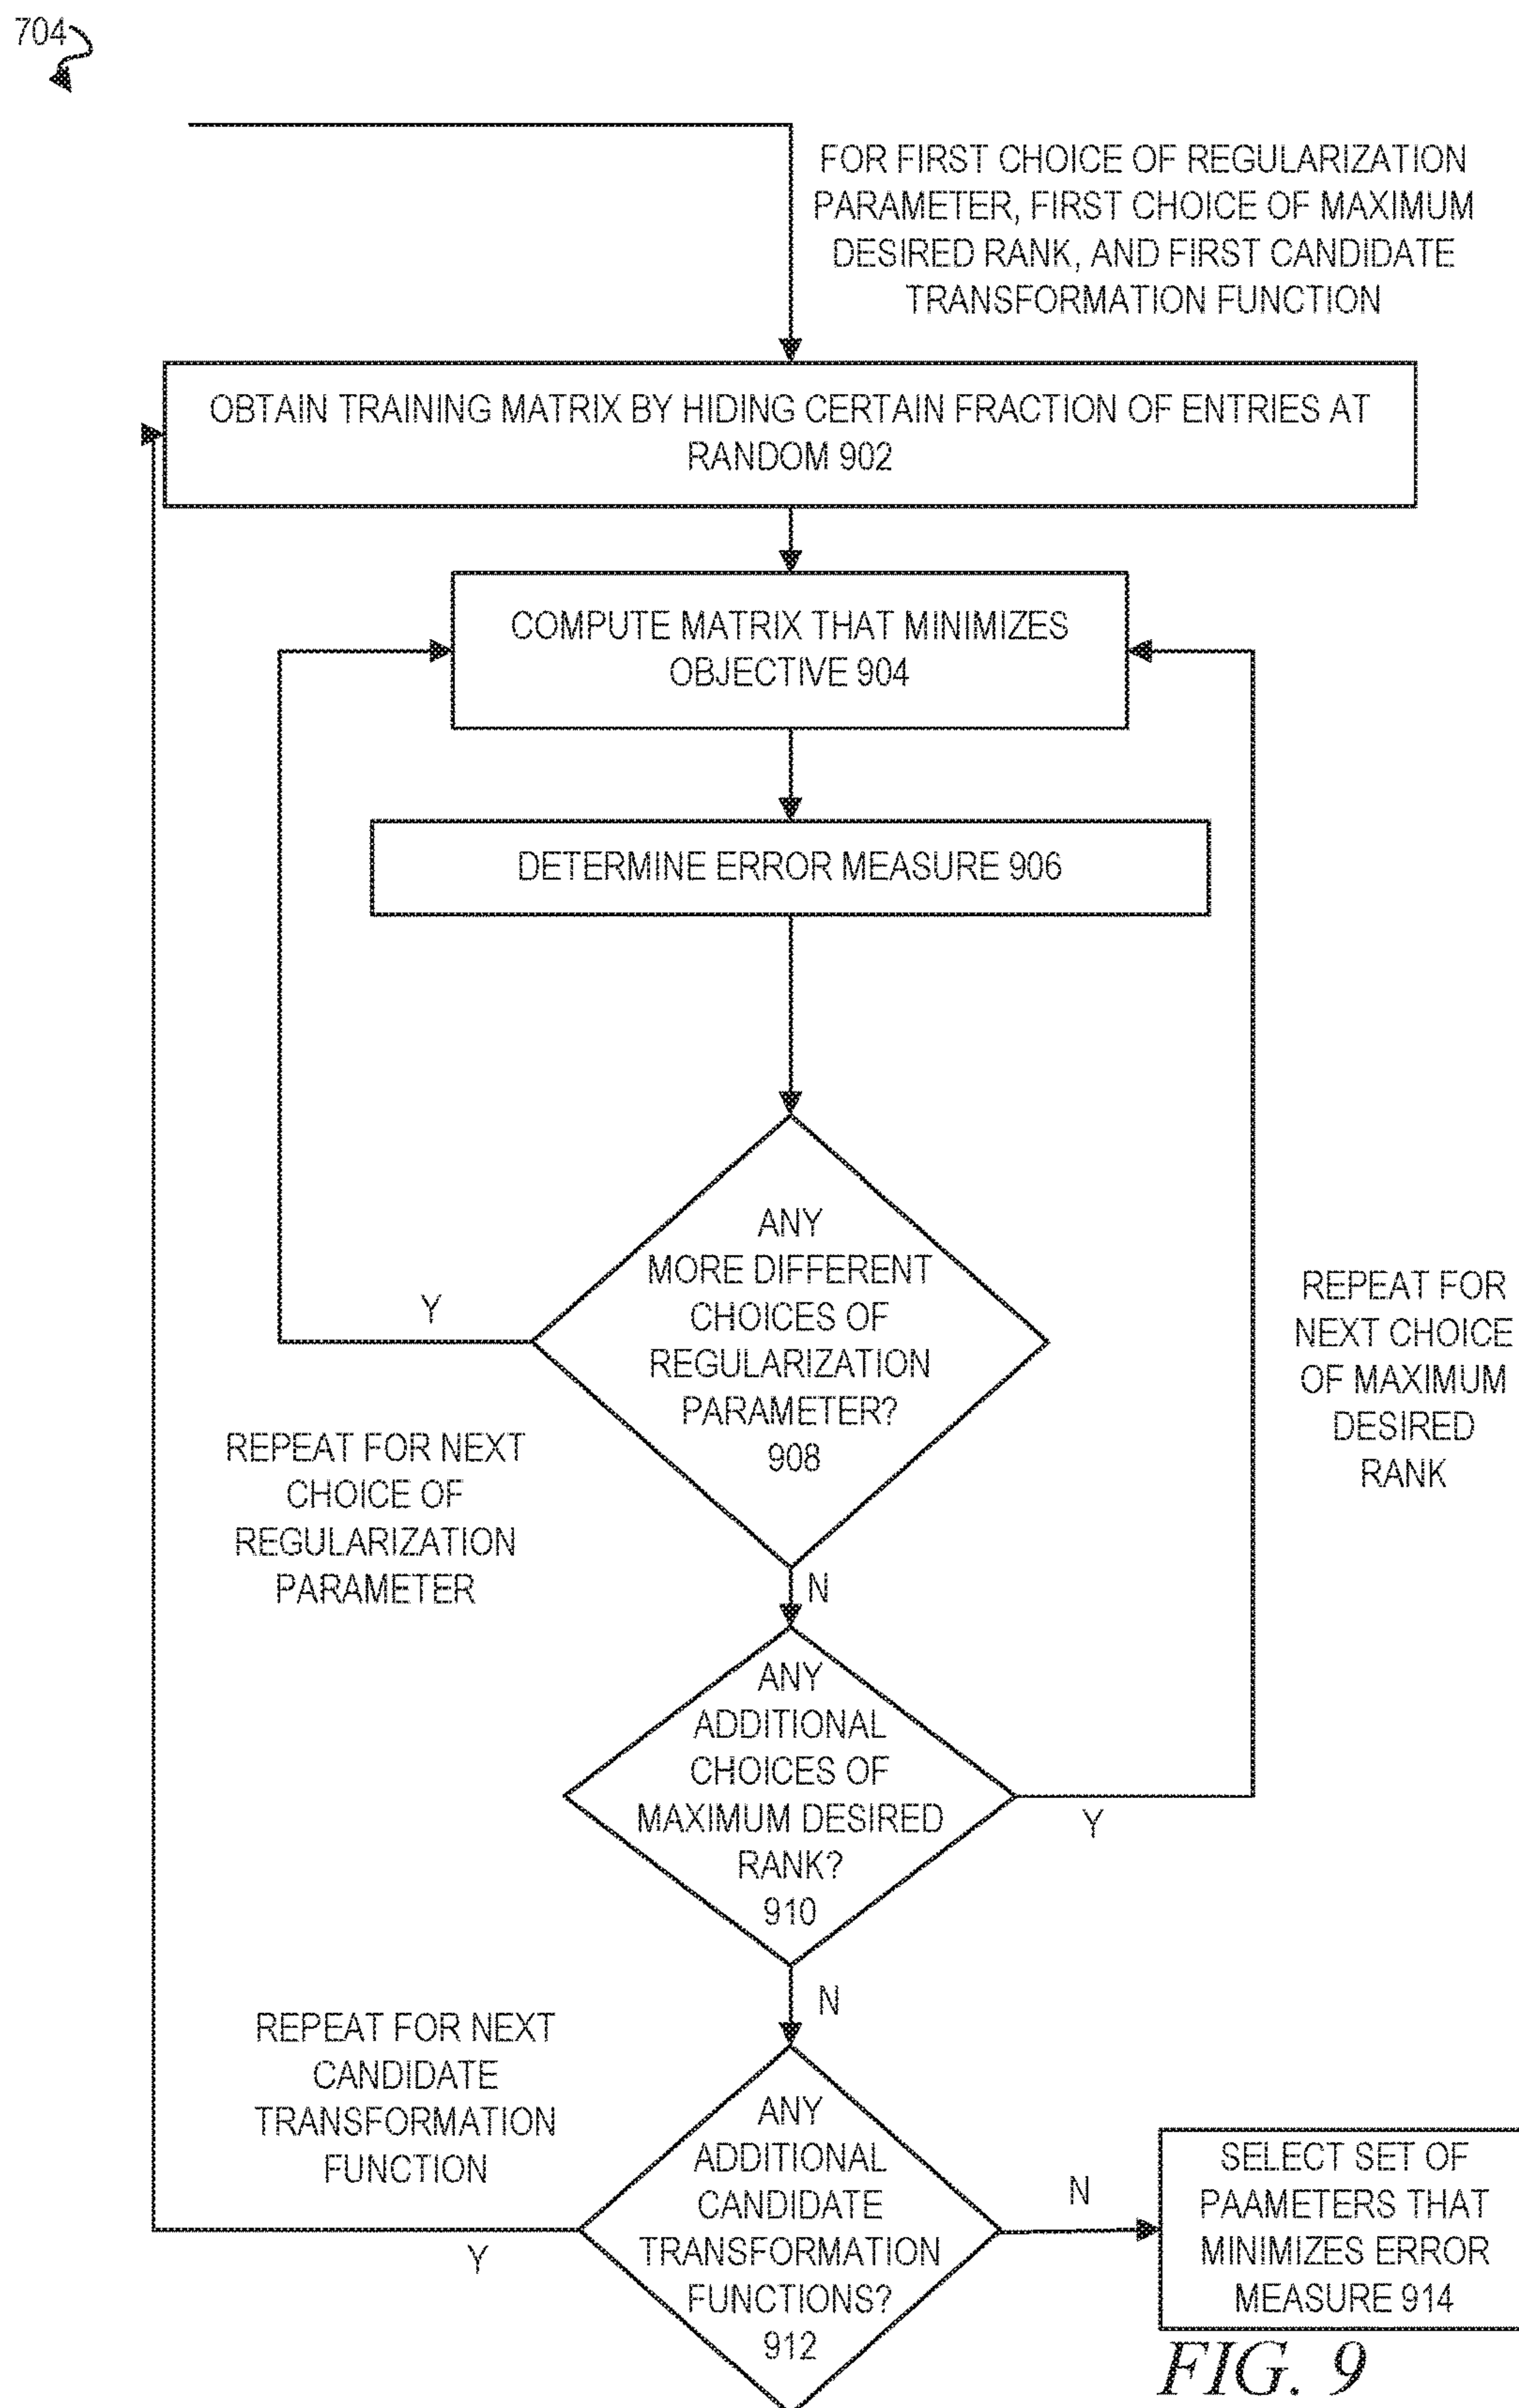 704
FOR FIRST CHOICE OF REGULARIZATION
PARAMETER, FIRST CHOICE OF MAXIMUM
DESIRED RANK, AND FIRST CANDIDATE
TRANSFORMATION FUNCTION
OBTAIN TRAINING MATRIX BY HIDING CERTAIN FRACTION OF ENTRIES AT
RANDOM 902
COMPUTE MATRIX THAT MINIMIZES
OBJECTIVE 904
DETERMINE ERROR MEASURE 906
ANY
MORE DIFFERENT
CHOICES OF
REGULARIZATION
PARAMETER?
908
Y
REPEAT FOR NEXT
CHOICE OF
REGULARIZATION
PARAMETER
REPEAT FOR
NEXT CHOICE
OF MAXIMUM
DESIRED
RANK
N
ANY
ADDITIONAL
CHOICES OF
MAXIMUM DESIRED
RANK?
910
Y
N
REPEAT FOR NEXT
CANDIDATE
TRANSFORMATION
FUNCTION
ANY
ADDITIONAL
CANDIDATE
TRANSFORMATION
FUNCTIONS?
912
Y
N
SELECT SET OF
PAAMETERS THAT
MINIMIZES ERROR
MEASURE 914
FIG. 9